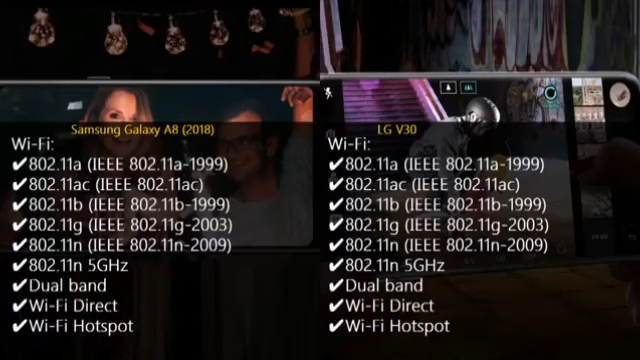 Samsung Galaxy A8 (2018)
Wi-Fi:
✔802.11a (IEEE 802.11a-1999)
✔802.11ac (IEEE 802.11ac)
✔802.11b (IEEE 802.11b-1999)
✔802.11g (IEEE 802.11g-2003)
✔802.11n (IEEE 802.11n-2009)
✔802.11n 5GHz
✔Dual band
✔Wi-Fi Direct
✔Wi-Fi Hotspot
LG V30
Wi-Fi:
✔802.11a (IEEE 802.11a-1999)
✔802.11ac (IEEE 802.11ac)
✔802.11b (IEEE 802.11b-1999)
✔802.11g (IEEE 802.11g-2003)
✔802.11n (IEEE 802.11n-2009)
✔802.11n 5GHz
✔Dual band
✔Wi-Fi Direct
✔Wi-Fi Hotspot